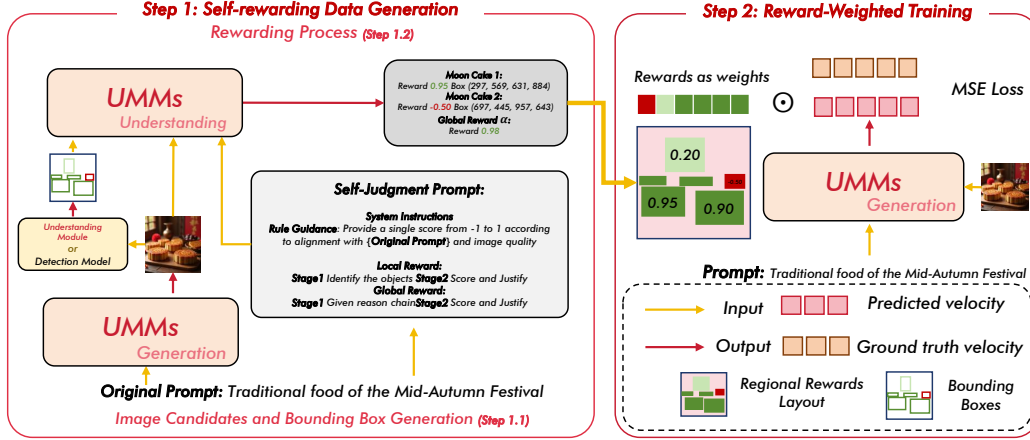 Step 1: Self-rewarding Data Generation
Rewarding Process (Step 1.2)
UMMs
Understanding
Moon Cake 1:
Reward 0.95 Box (297, 569, 631, 884)
Moon Cake 2:
Reward -0.50 Box (697, 445, 957, 643)
Global Reward α:
Reward 0.98
Self-Judgment Prompt:
System Instructions
Rule Guidance: Provide a single score from -1 to 1 according
to alignment with {Original Prompt} and image quality
Local Reward:
Stage1 Identify the objects Stage2 Score and Justify
Global Reward:
Stage1 Given reason chainStage2 Score and Justify
Understanding
Module
or
Detection Model
UMMs
Generation
Original Prompt: Traditional food of the Mid-Autumn Festival
Image Candidates and Bounding Box Generation (Step 1.1)
Step 2: Reward-Weighted Training
Rewards as weights
MSE Loss
0.20
-0.50
0.95
0.90
UMMs
Generation
Prompt: Traditional food of the Mid-Autumn Festival
Input
Predicted velocity
Output
Ground truth velocity
Regional Rewards
Layout
Bounding
Boxes